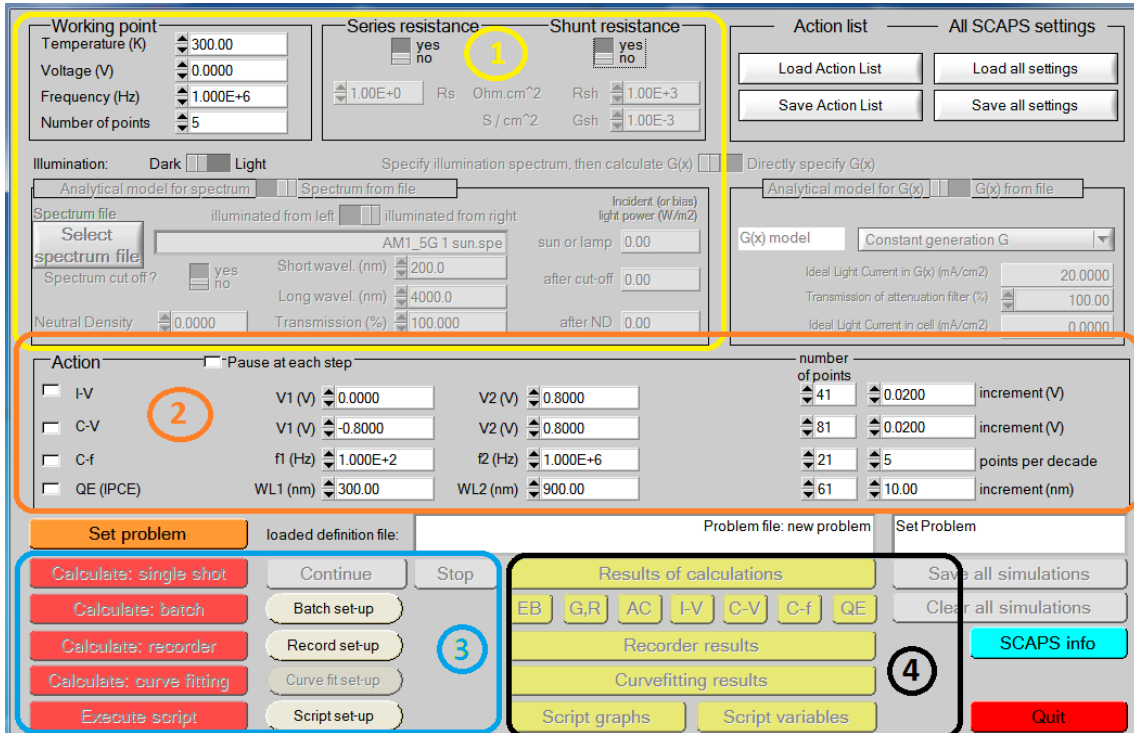 Working point
Temperature (K) 300.00
Voltage (V) 0.0000
Frequency (Hz) 1.000E+6
Number of points 5
Series resistance Shunt resistance
yes
no
1
yes
no
1.00E+0 Rs Ohm.cm^2 Rsh 1.00E+3
S / cm^2 Gsh 1.00E-3
Action list All SCAPS settings
Load Action List Load all settings
Save Action List Save all settings
Illumination: Dark Light Specify illumination spectrum, then calculate G(x) Directly specify G(x)
Analytical model for spectrum Spectrum from file
Spectrum file illuminated from left illuminated from right
Incident (or bias)
light power (W/m2)
Select
spectrum file
AM1_5G 1 sun.spe sun or lamp 0.00
Spectrum cut off ? yes
no
Short wavel. (nm) 200.0
after cut-off 0.00
Long wavel. (nm) 4000.0
Neutral Density 0.0000 Transmission (%) 100.000 after ND 0.00
Analytical model for G(x) G(x) from file
G(x) model Constant generation G
Ideal Light Current in G(x) (mA/cm2) 20.0000
Transmission of attenuation filter (%) 100.00
Ideal Light Current in cell (mA/cm2) 0.0000
Action Pause at each step
number
of points
2
I-V V1 (V) 0.0000 V2 (V) 0.8000 41 0.0200 increment (V)
C-V V1 (V) -0.8000 V2 (V) 0.8000 81 0.0200 increment (V)
C-f f1 (Hz) 1.000E+2 f2 (Hz) 1.000E+6 21 5 points per decade
QE (IPCE) WL1 (nm) 300.00 WL2 (nm) 900.00 61 10.00 increment (nm)
Set problem loaded definition file: Problem file: new problem Set Problem
Calculate: single shot Continue Stop Results of calculations Save all simulations
Calculate: batch Batch set-up EB G,R AC I-V C-V C-f QE Clear all simulations
Calculate: recorder Record set-up 3 Recorder results SCAPS info
Calculate: curve fitting Curve fit set-up Curvefitting results 4
Execute script Script set-up Script graphs Script variables Quit